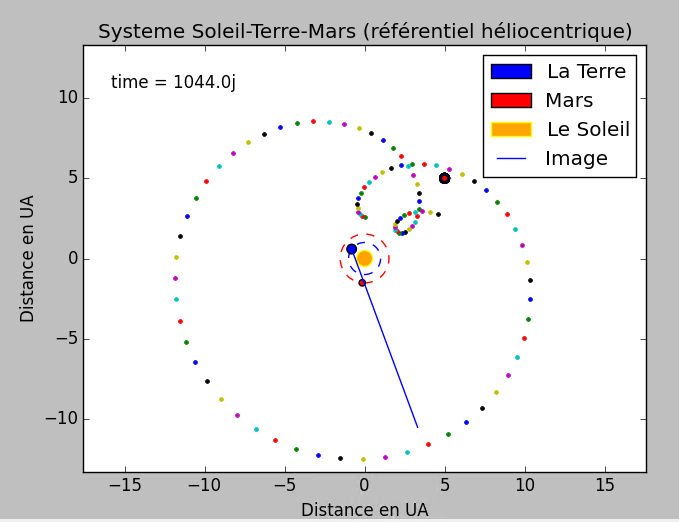 Systeme Soleil-Terre-Mars (référentiel héliocentrique)
time = 1044.0j
La Terre
Mars
Le Soleil
Image
Distance en UA
10
5
0
−5
−10
−15
−10
−5
0
5
10
15
Distance en UA